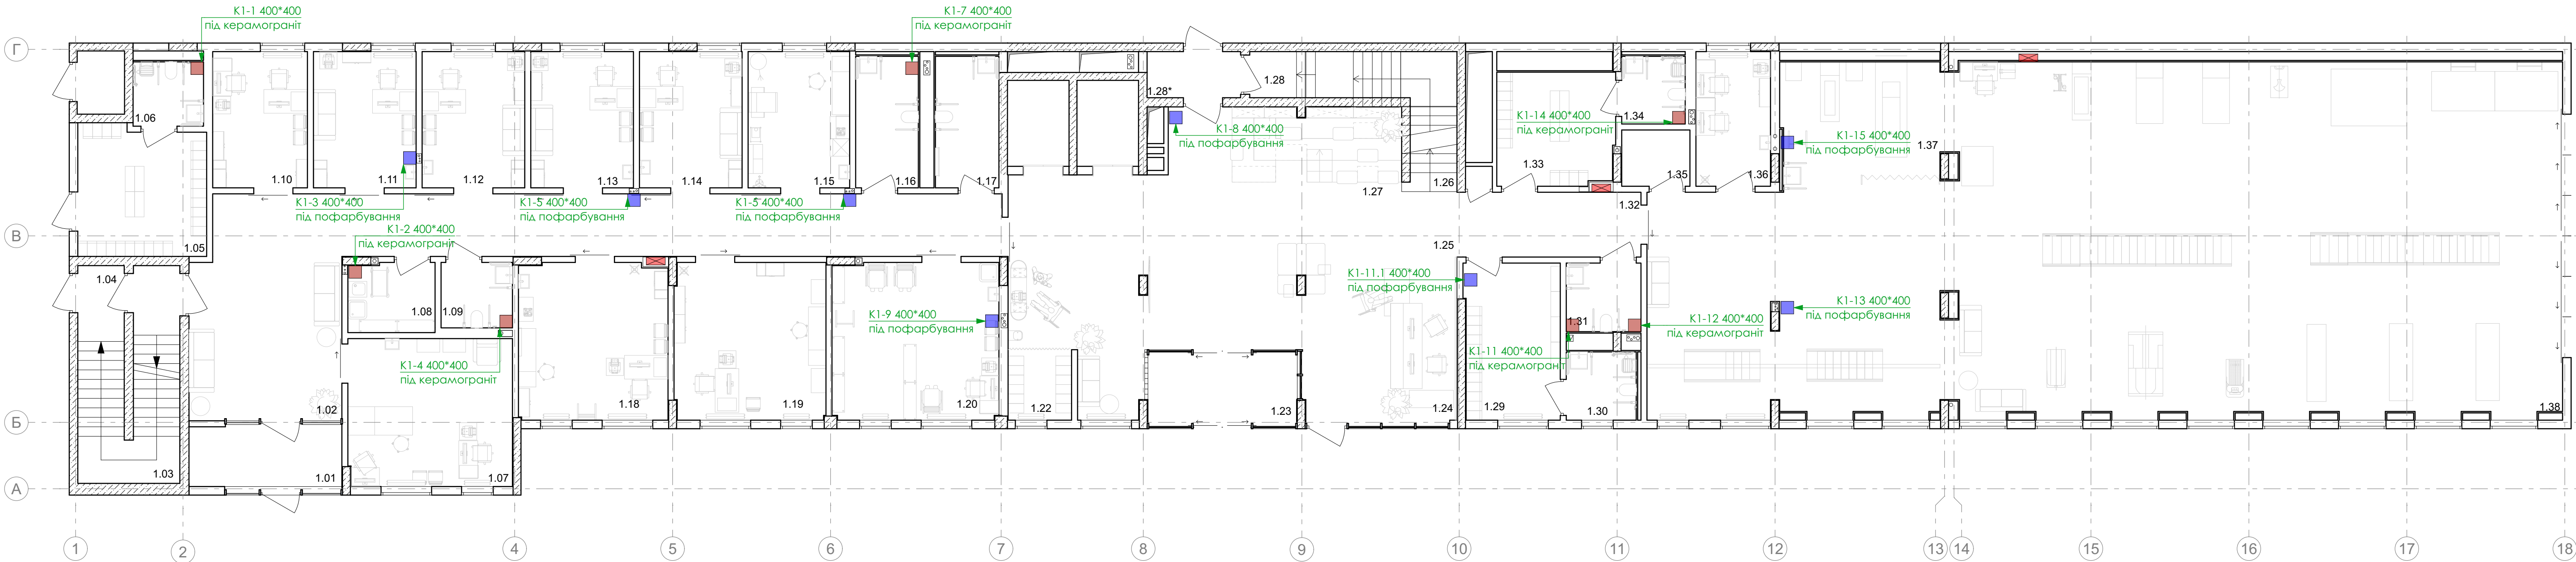 К1-1 400*400
під керамограніт
К1-7 400*400
під керамограніт
Г
1.06
1.10
1.11
1.12
1.13
1.14
1.15
1.16
1.17
1.28*
1.28
К1-8 400*400
під пофарбування
1.27
1.26
К1-14 400*400
під керамограніт
1.34
1.33
1.35
1.36
К1-15 400*400
під пофарбування
1.37
К1-3 400*400
під пофарбування
К1-5 400*400
під пофарбування
К1-5 400*400
під пофарбування
1.32
В
1.05
К1-2 400*400
під керамограніт
1.25
1.04
К1-11.1 400*400
під пофарбування
1.08
1.09
К1-9 400*400
під пофарбування
1.31
К1-12 400*400
під керамограніт
К1-13 400*400
під пофарбування
К1-4 400*400
під керамограніт
К1-11 400*400
під керамограніт
1.02
1.18
1.19
1.20
1.22
1.23
1.24
1.29
1.30
1.38
Б
1.03
1.01
1.07
А
1
2
4
5
6
7
8
9
10
11
12
13
14
15
16
17
18